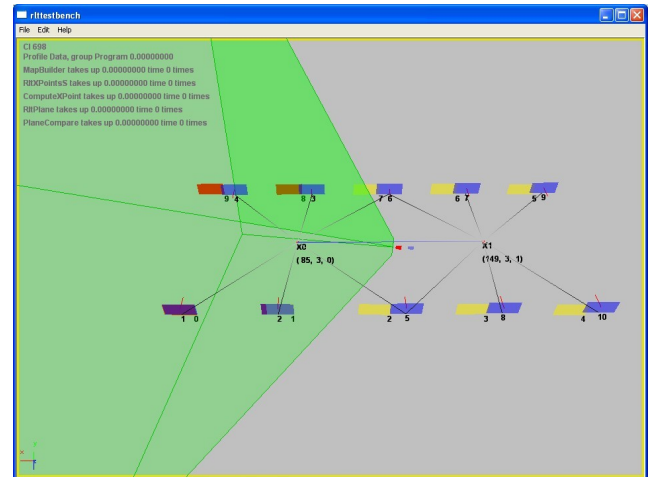 rlttestbench
File Edit Help
CI 698
Profile Data, group Program 0.00000000
MapBuilder takes up 0.00000000 time 0 times
RltXPointsS takes up 0.00000000 time 0 times
ComputeXPoint takes up 0.00000000 time 0 times
RltPlane takes up 0.00000000 time 0 times
PlaneCompare takes up 0.00000000 time 0 times
9 4 8 3 7 6 6 7 5 9
X0 X1
(85, 3, 0) (149, 3, 1)
1 0 2 1 2 5 3 8 4 10